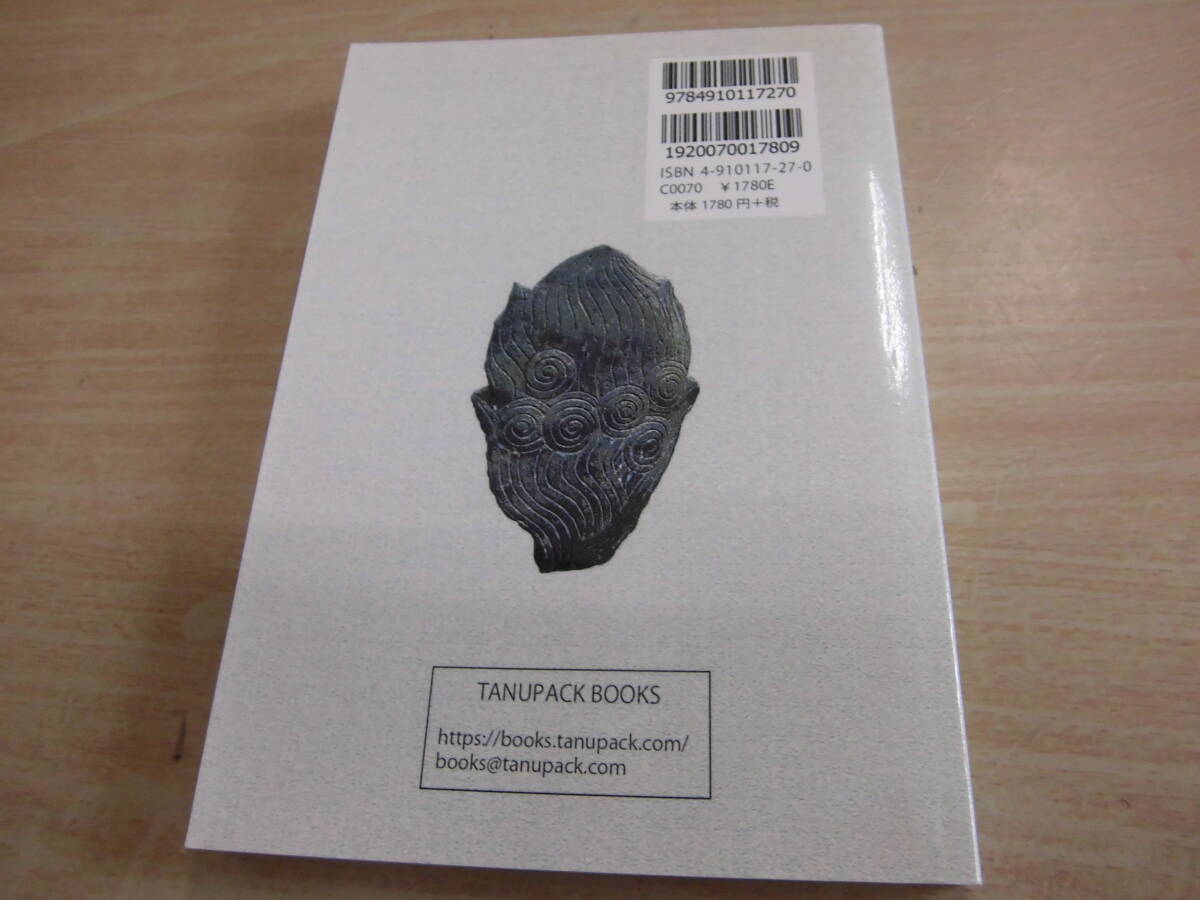 9784910117270
1920070017809
ISBN 4-910117-27-0
C0070 ￥1780E
本体 1780 円+税
TANUPACK BOOKS
https://books.tanupack.com/
books@tanupack.com